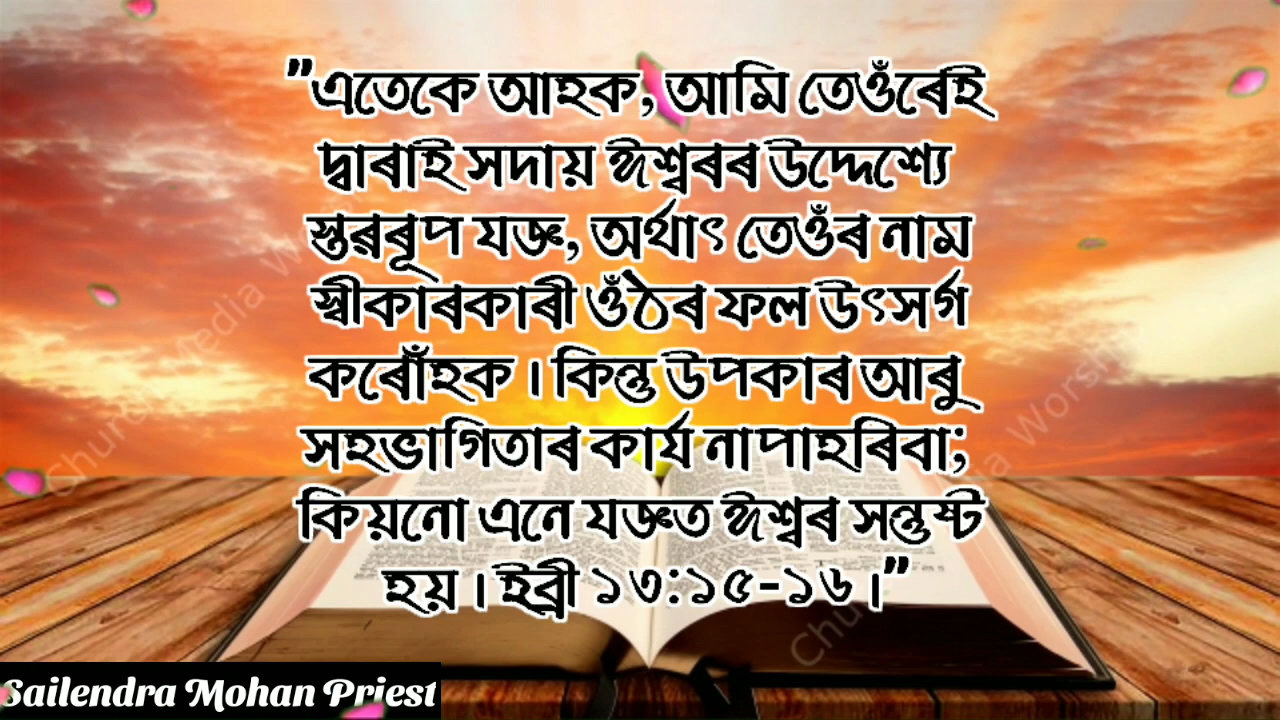 "এতেকে আহক, আমি তেওঁৰেই
দ্বাৰাই সদায় ঈশ্বৰৰ উদ্দেশ্যে
স্তৱৰূপ যজ্ঞ, অৰ্থাৎ তেওঁৰ নাম
স্বীকাৰকাৰী ওঁঠৰ ফল উৎসৰ্গ
কৰোঁহক । কিন্তু উপকাৰ আৰু
সহভাগিতাৰ কাৰ্য নাপাহৰিবা;
কিয়নো এনে যজ্ঞত ঈশ্বৰ সন্তুষ্ট
হয় । ইব্ৰী ১৩:১৫-১৬ ।"
Sailendra Mohan Priest